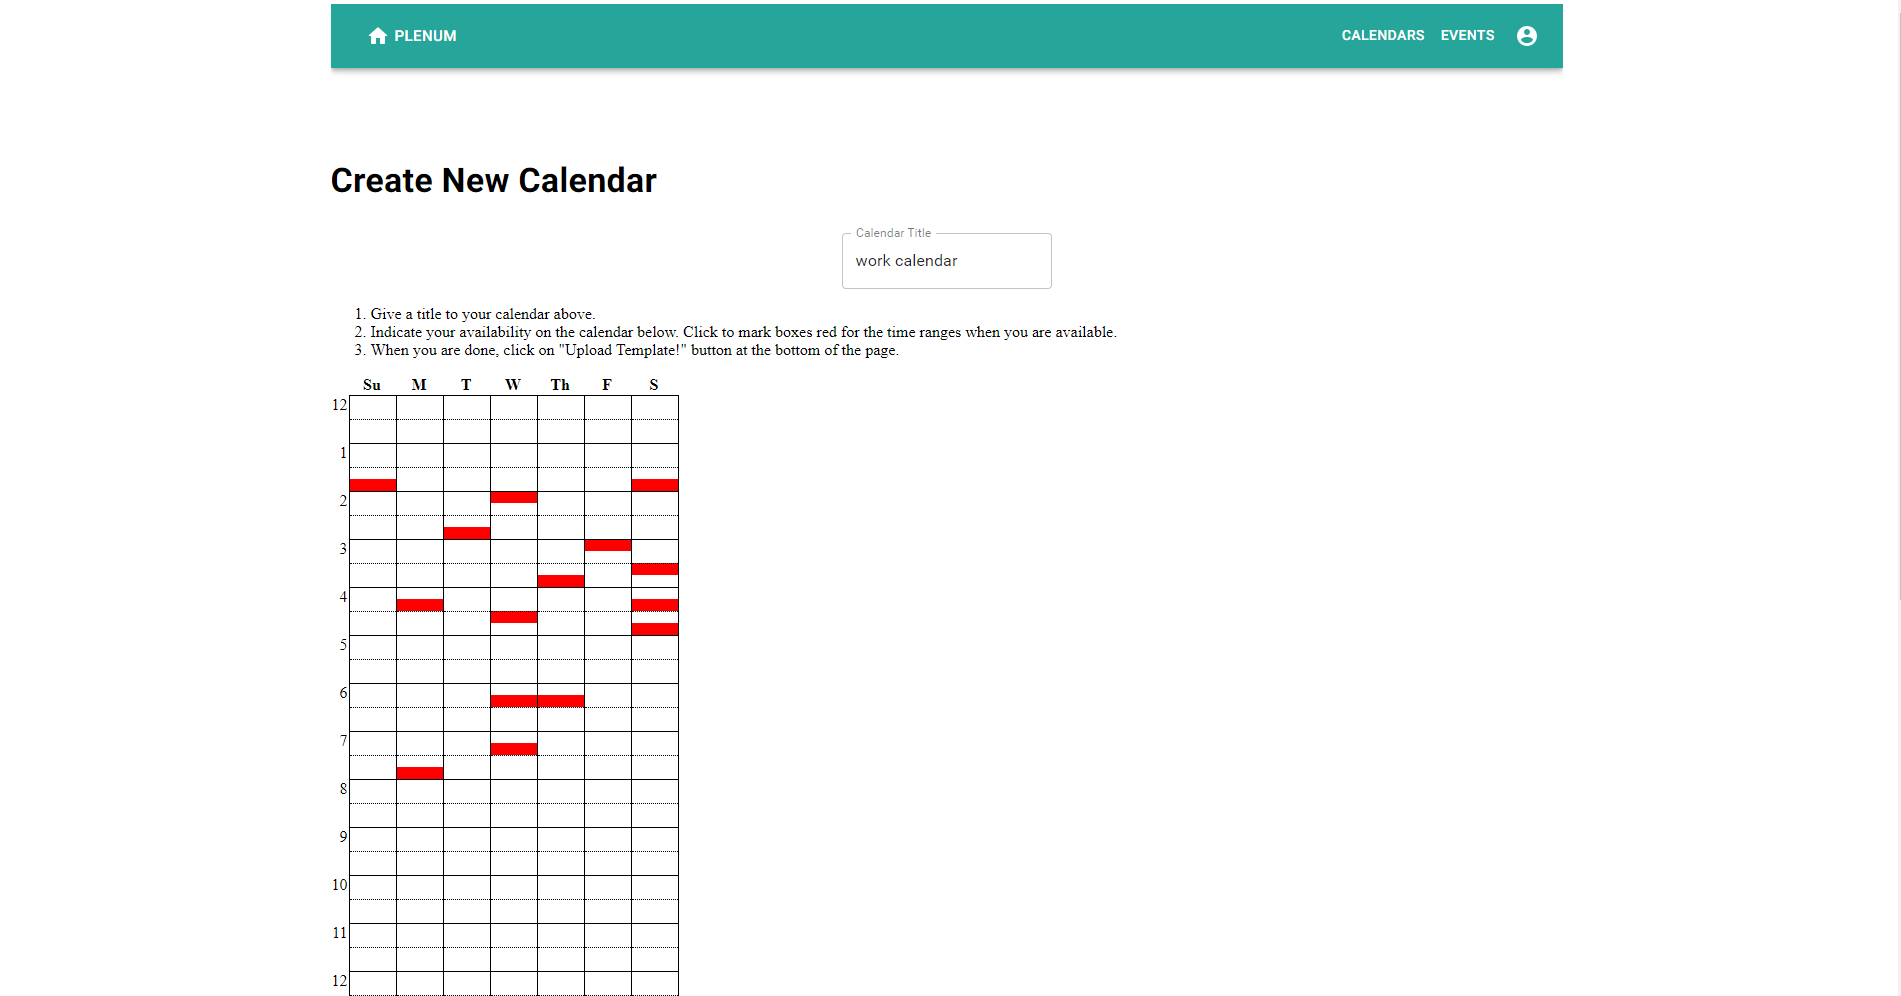 PLENUM CALENDARS EVENTS
Create New Calendar
Calendar Title
work calendar
1. Give a title to your calendar above.
2. Indicate your availability on the calendar below. Click to mark boxes red for the time ranges when you are available.
3. When you are done, click on "Upload Template!" button at the bottom of the page.
Su M T W Th F S
12
1
2
3
4
5
6
7
8
9
10
11
12